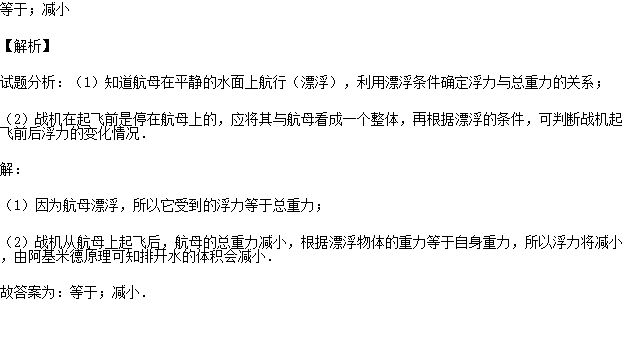 等于；减小
【解析】
试题分析：（1）知道航母在平静的水面上航行（漂浮），利用漂浮条件确定浮力与总重力的关系；
（2）战机在起飞前是停在航母上的，应将其与航母看成一个整体，再根据漂浮的条件，可判断战机起
飞前后浮力的变化情况．
解：
（1）因为航母漂浮，所以它受到的浮力等于总重力；
（2）战机从航母上起飞后，航母的总重力减小，根据漂浮物体的重力等于自身重力，所以浮力将减小
，由阿基米德原理可知排开水的体积会减小．
故答案为：等于；减小．